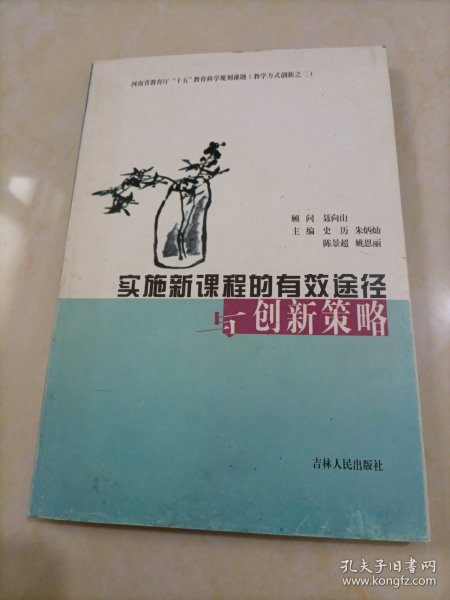 河南省教育厅“十五”教育科学规划课题(教学方式创新之二)
顾 问 聂向山
主 编 史 历 朱炳灿
陈景超 姚恩丽
实施新课程的有效途径
与创新策略
吉林人民出版社
孔夫子旧书网
www.kongfz.com